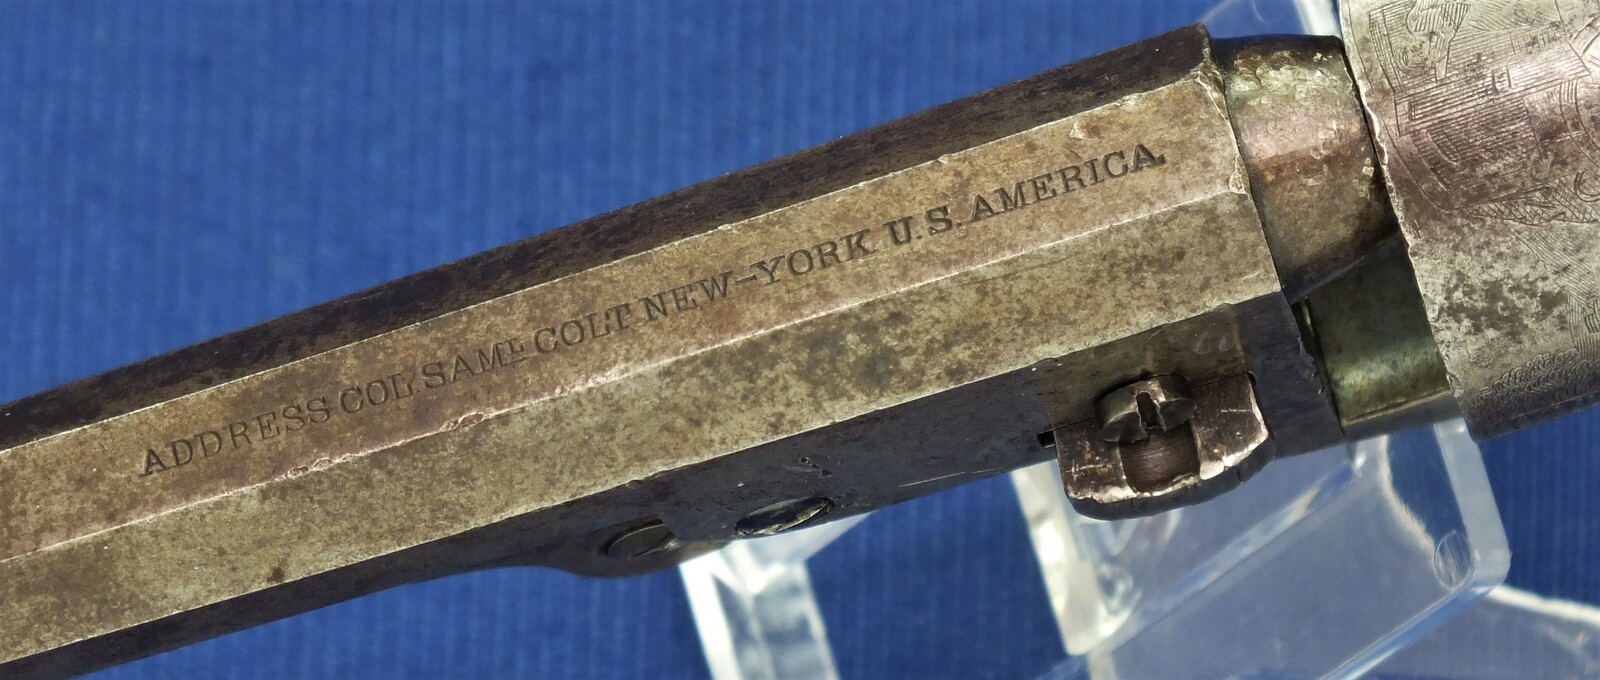 ADDRESS COL. SAML COLT NEW-YORK U.S. AMERICA.